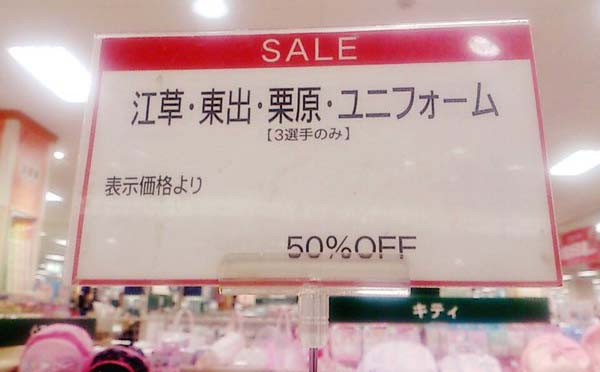 SALE
江草・東出・栗原・ユニフォーム
【3選手のみ】
表示価格より
50%OFF
キティ